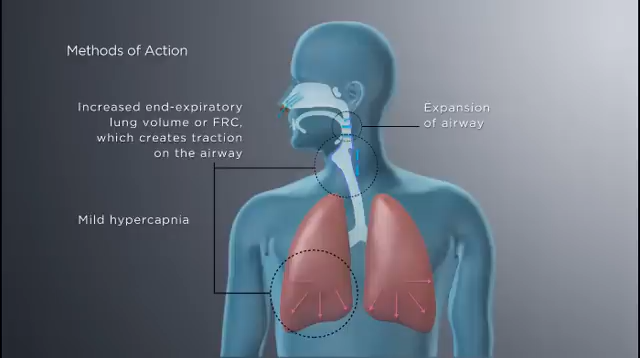 Methods of Action
Increased end-expiratory
lung volume or FRC,
which creates traction
on the airway
Expansion
of airway
Mild hypercapnia